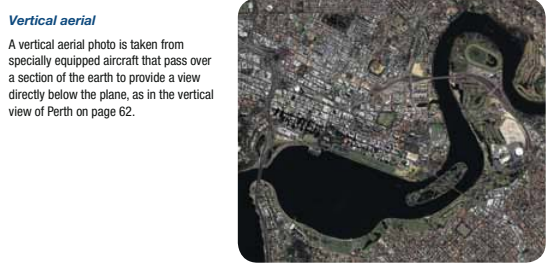 Vertical aerial
A vertical aerial photo is taken from
specially equipped aircraft that pass over
a section of the earth to provide a view
directly below the plane, as in the vertical
view of Perth on page 62.